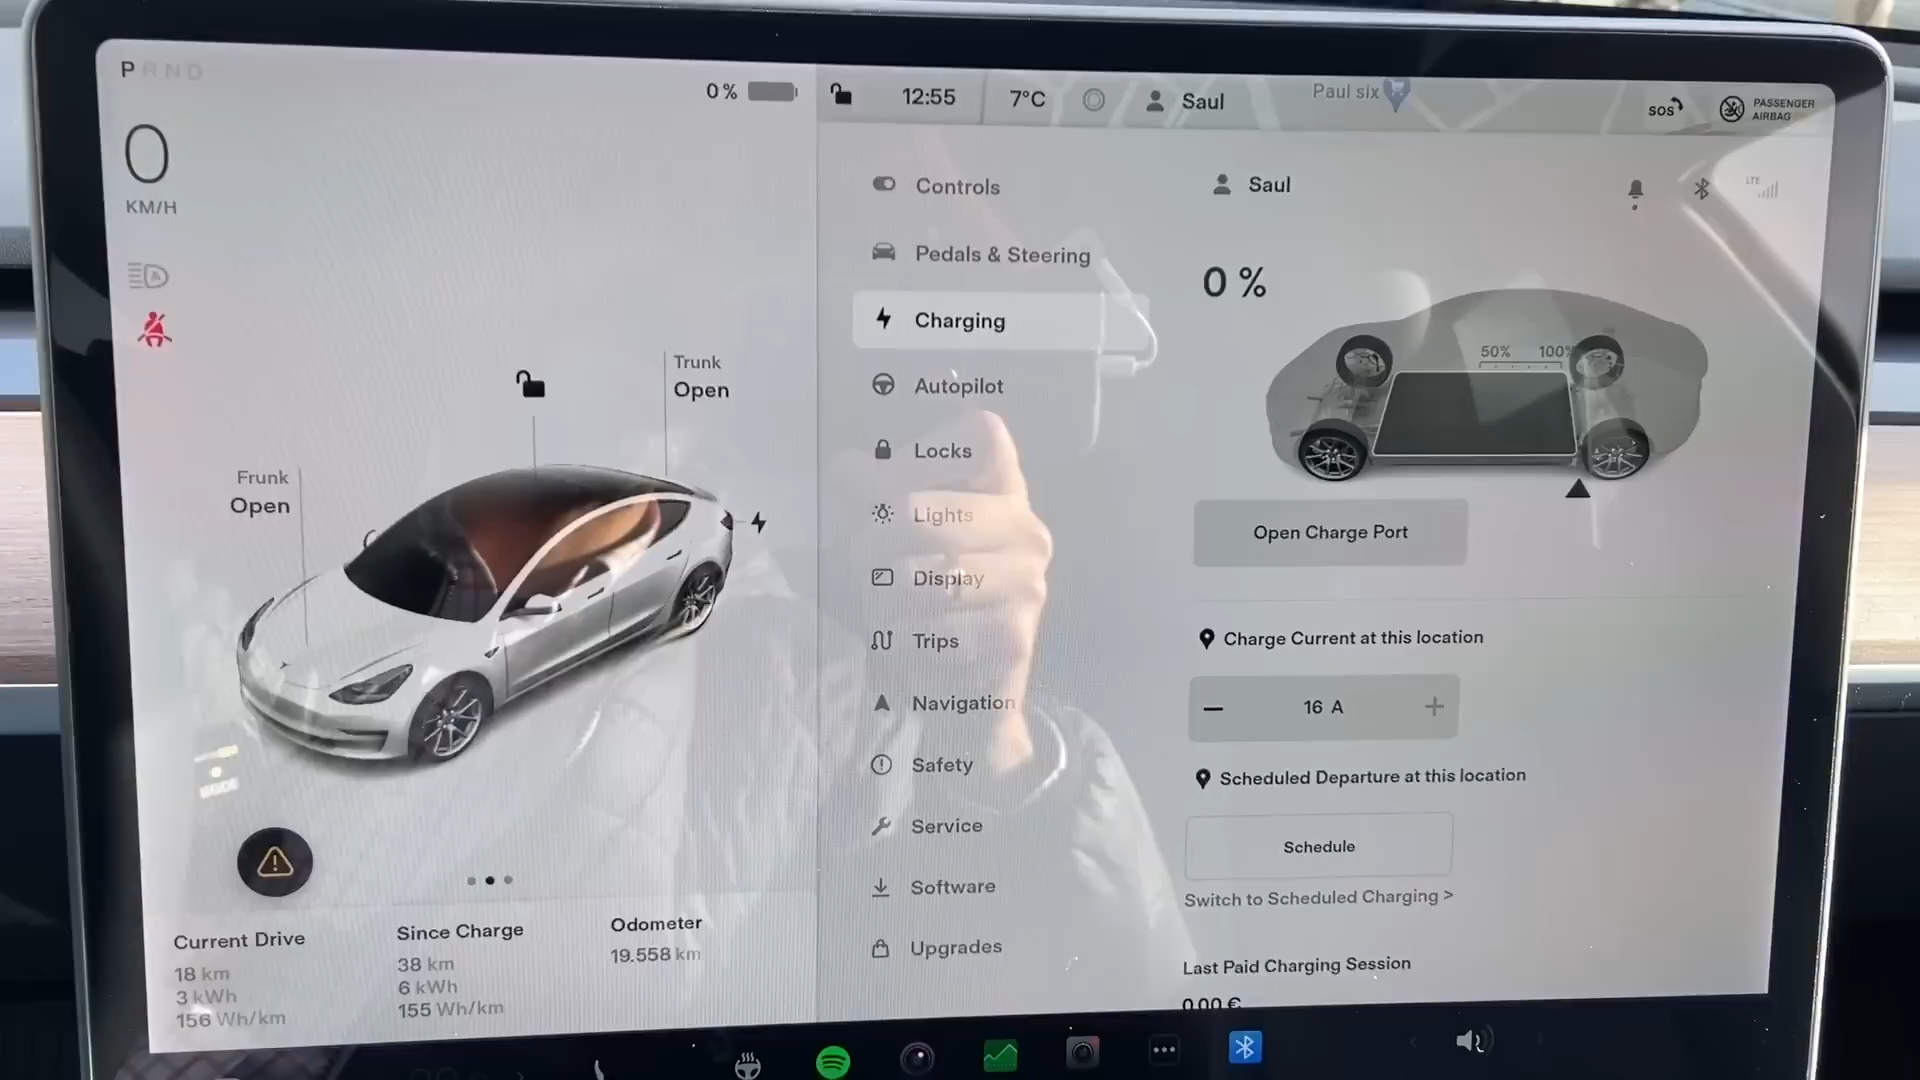 P R N D
0
KM/H
0 %
12:55
7°C
Saul
Paul six
SOS
PASSENGER
AIRBAG
Trunk
Open
Frunk
Open
Current Drive
18 km
3 kWh
156 Wh/km
Since Charge
38 km
6 kWh
155 Wh/km
Odometer
19.558 km
Controls
Pedals & Steering
Charging
Autopilot
Locks
Lights
Display
Trips
Navigation
Safety
Service
Software
Upgrades
Saul
LTE
0 %
50%
100%
Open Charge Port
Charge Current at this location
16 A
Scheduled Departure at this location
Schedule
Switch to Scheduled Charging >
Last Paid Charging Session
0.00 €